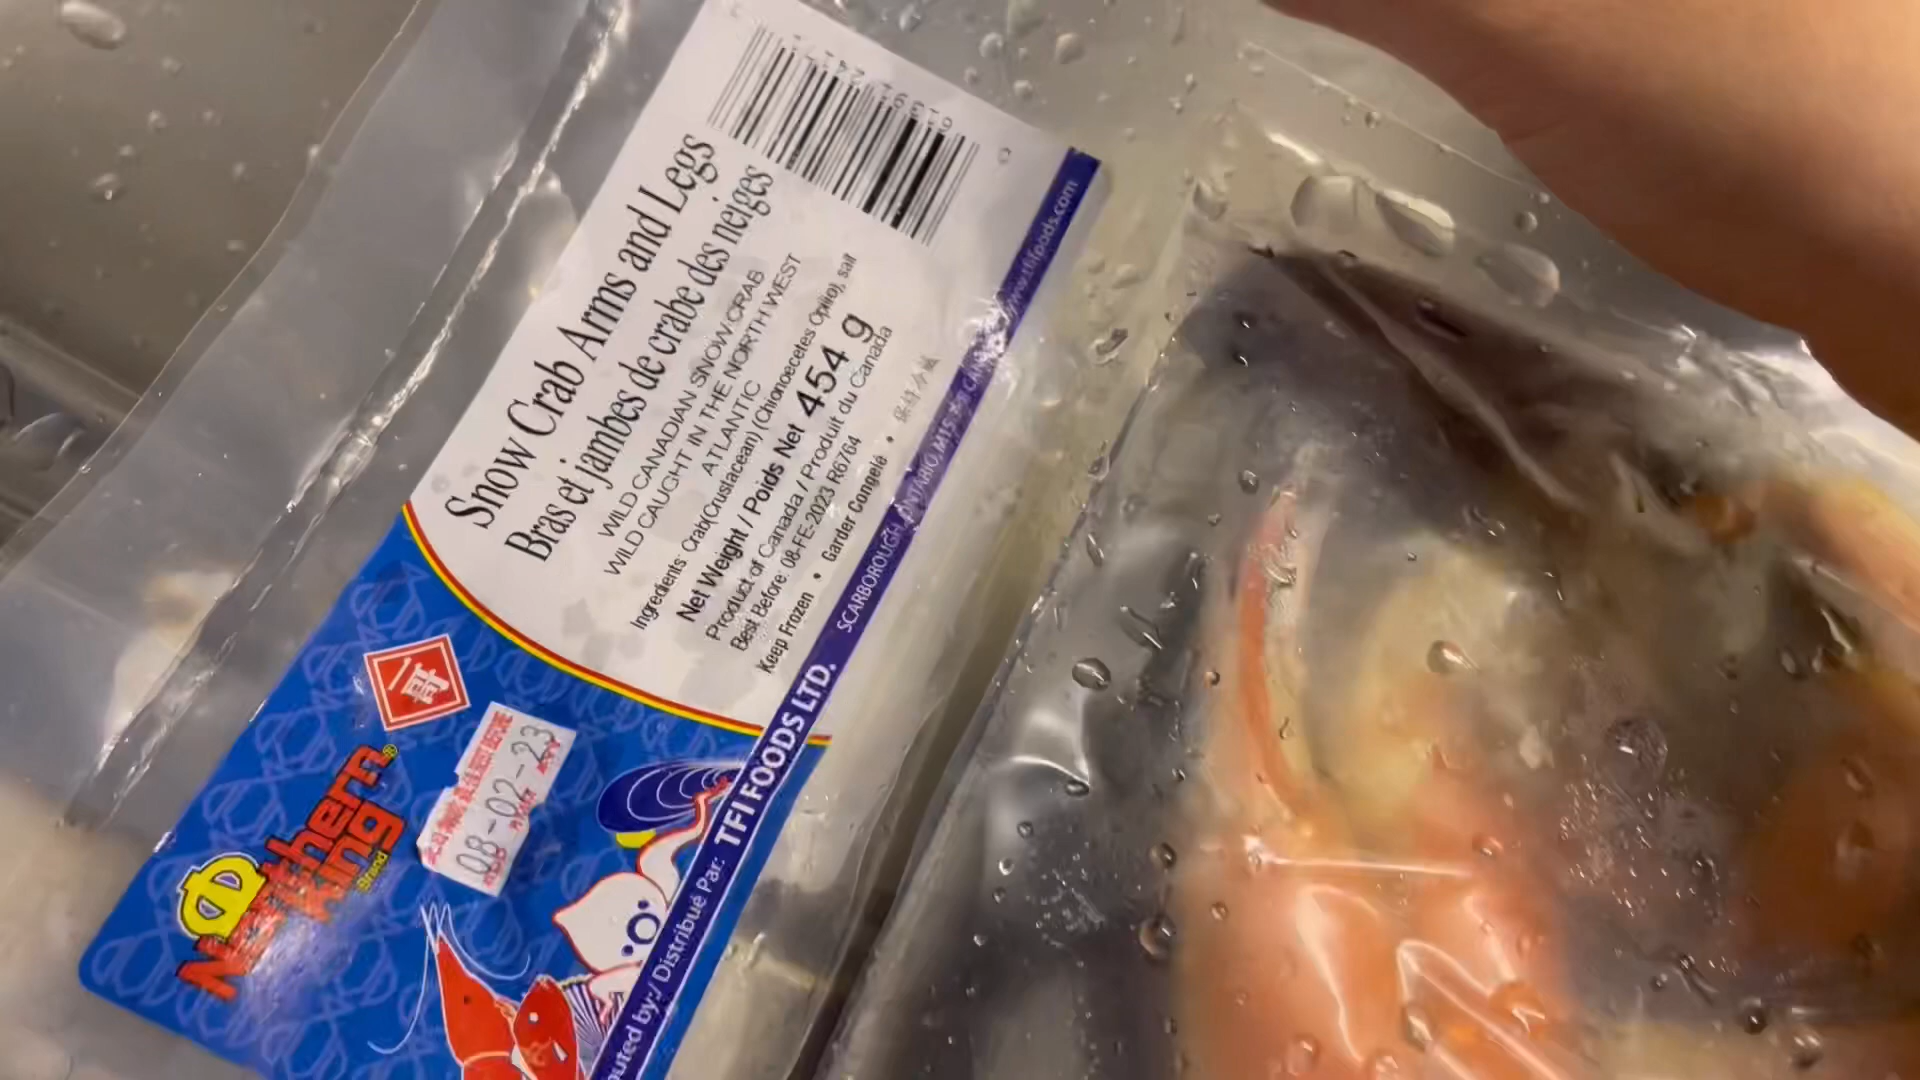 Snow Crab Arms and Legs
Bras et jambes de crabe des neiges
WILD CANADIAN SNOW CRAB
WILD CAUGHT IN THE NORTH WEST
ATLANTIC
Ingredients: Crab(Crustacean) (Chionoecetes Opilio), salt
Net Weight / Poids Net 454 g
Product of Canada / Produit du Canada
Best Before: 08-FE-2023 R6764
Keep Frozen • Garder Congelé •
TFI FOODS LTD. SCARBOROUGH, ONTARIO, M1S
www.tfifoods.com
Distribué Par:
Northern
King
Brand
08-02-23